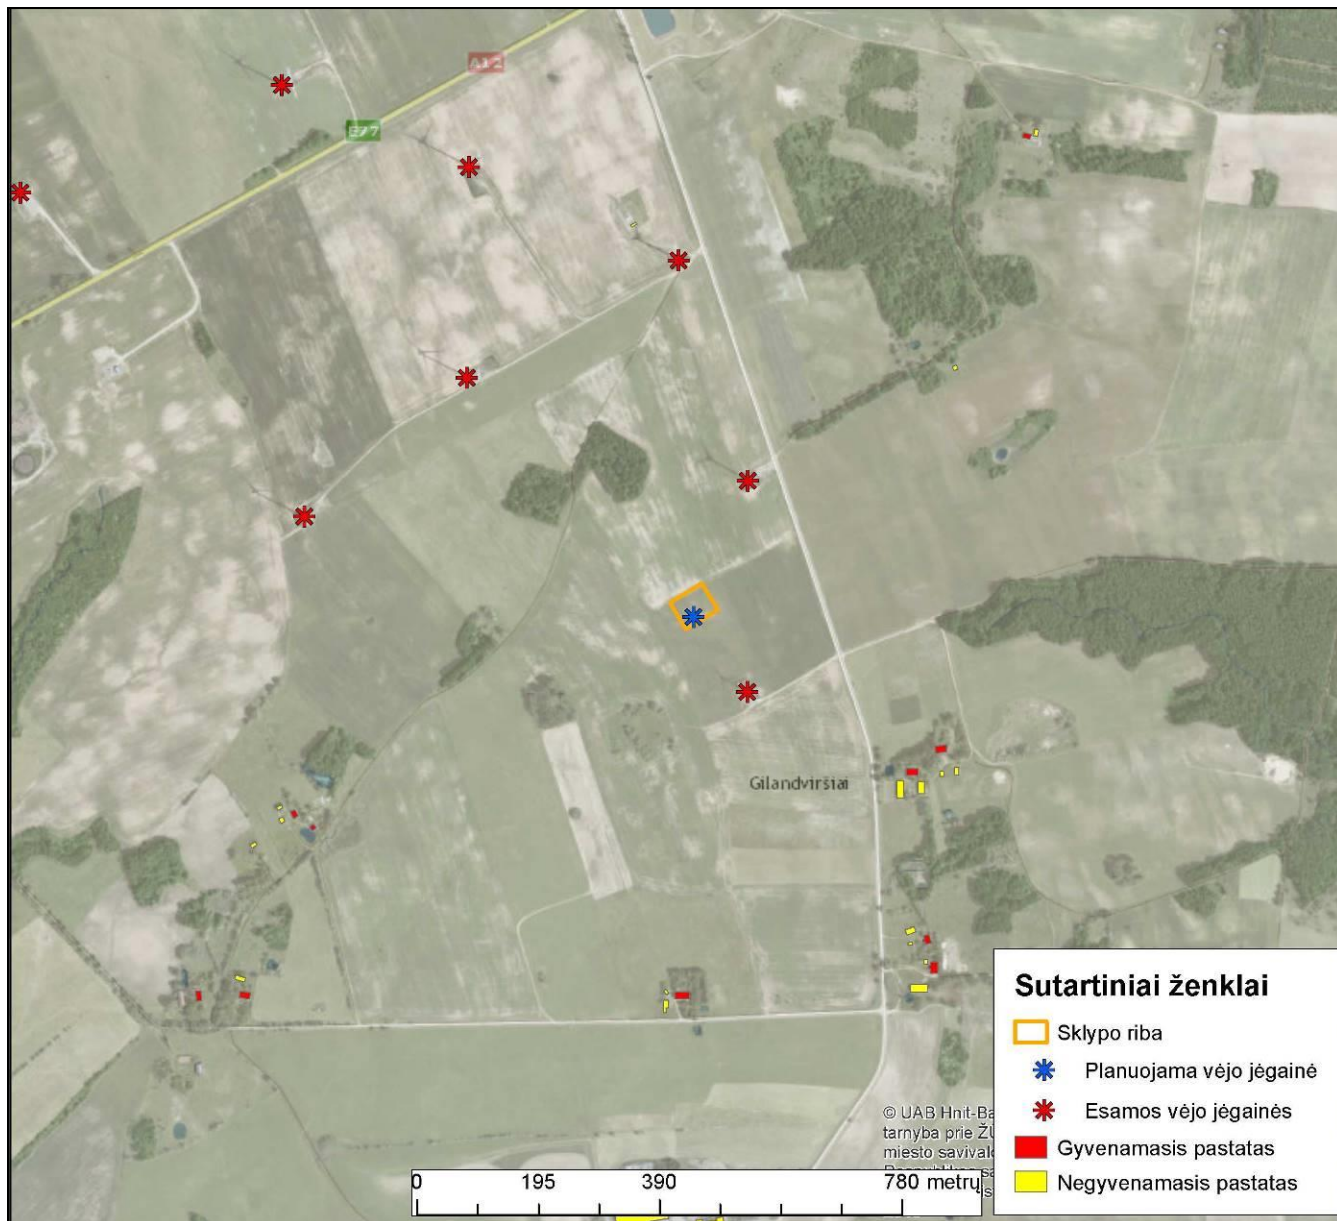 A12
E77
Gilandviršiai
Sutartiniai ženklai
Sklypo riba
Planuojama vėjo jėgainė
Esamos vėjo jėgainės
Gyvenamasis pastatas
Negyvenamasis pastatas
© UAB Hnit-Ba
tarnyba prie ŽŪ
miesto savivald
0 195 390 780 metrų